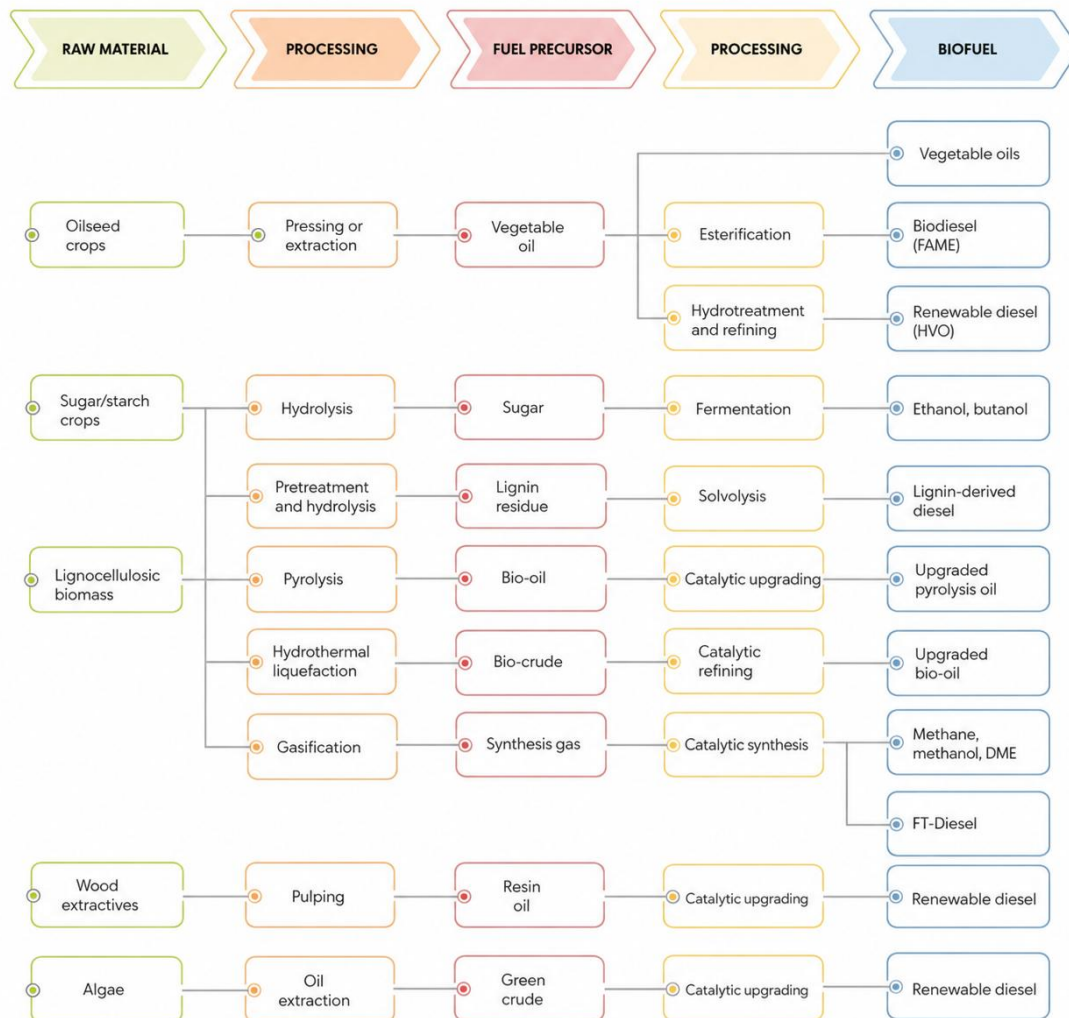 RAW MATERIAL
PROCESSING
FUEL PRECURSOR
PROCESSING
BIOFUEL
Vegetable oils
Oilseed
crops
Pressing or
extraction
Vegetable
oil
Esterification
Biodiesel
(FAME)
Hydrotreatment
and refining
Renewable diesel
(HVO)
Sugar/starch
crops
Hydrolysis
Sugar
Fermentation
Ethanol, butanol
Pretreatment
and hydrolysis
Lignin
residue
Solvolysis
Lignin-derived
diesel
Lignocellulosic
biomass
Pyrolysis
Bio-oil
Catalytic upgrading
Upgraded
pyrolysis oil
Hydrothermal
liquefaction
Bio-crude
Catalytic
refining
Upgraded
bio-oil
Gasification
Synthesis gas
Catalytic synthesis
Methane,
methanol, DME
FT-Diesel
Wood
extractives
Pulping
Resin
oil
Catalytic upgrading
Renewable diesel
Algae
Oil
extraction
Green
crude
Catalytic upgrading
Renewable diesel